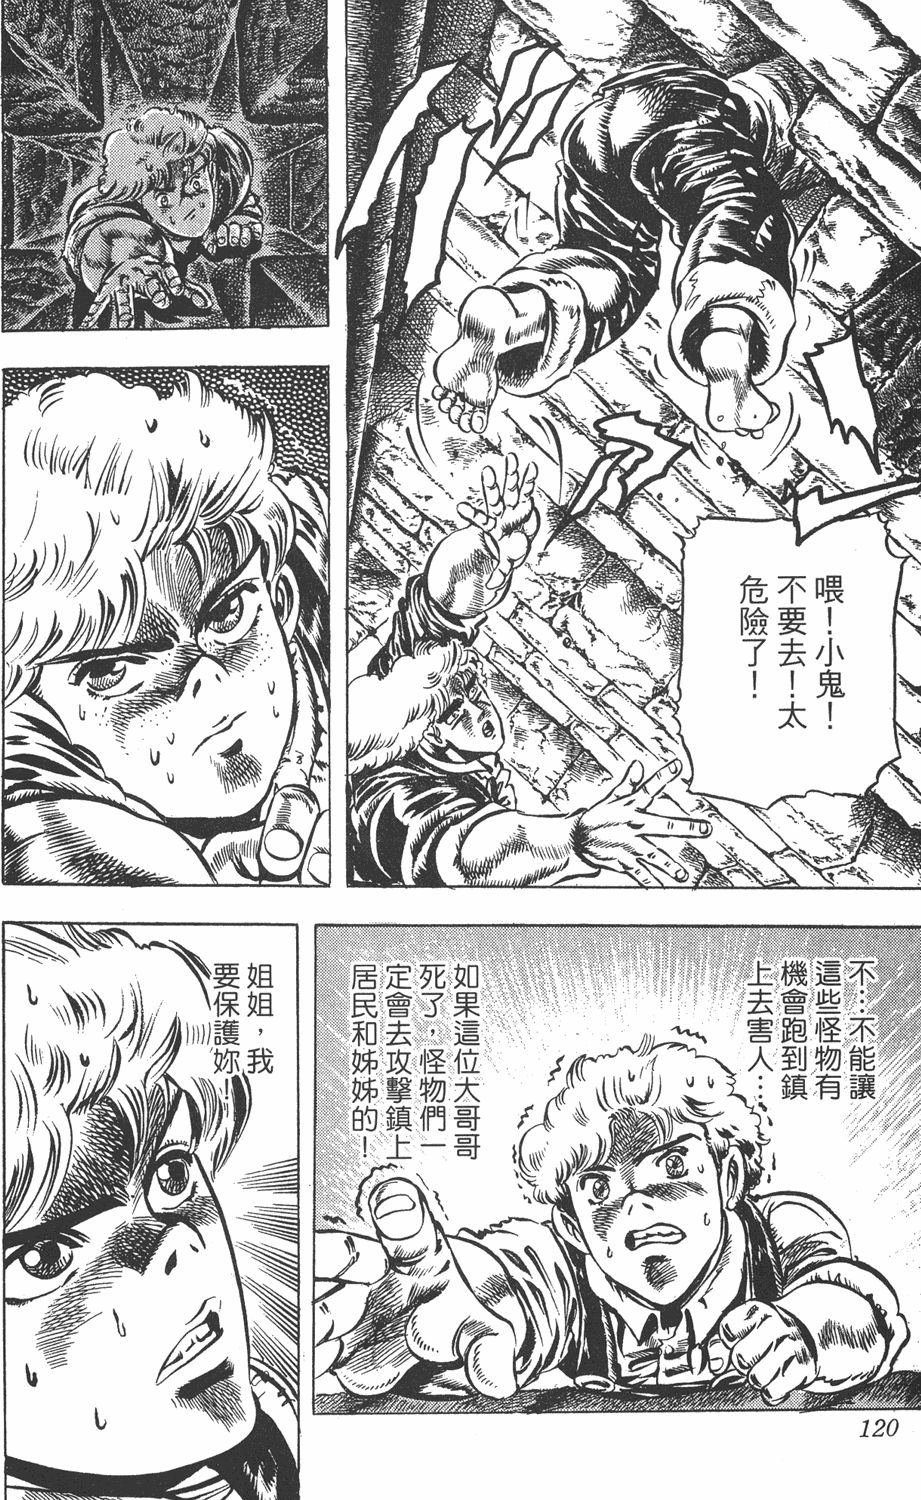 喂！小鬼！
不要去！太
危險了！
不…不能讓
這些怪物有
機會跑到鎮
上去害人…
如果這位大哥哥
死了，怪物們一
定會去攻擊鎮上
居民和姊姊的！
姐姐，我
要保護妳！
120